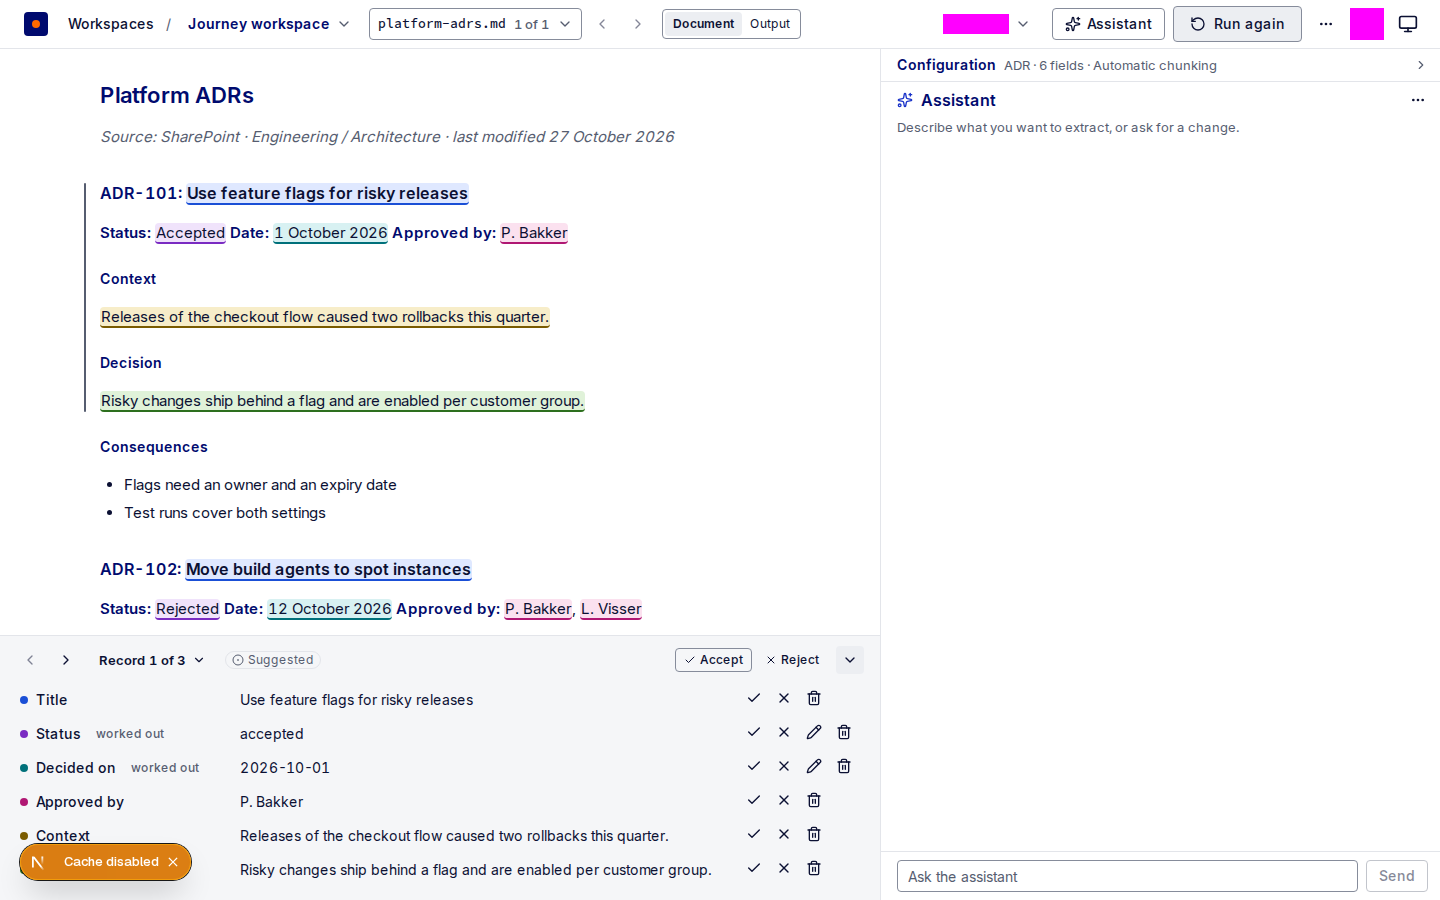 Workspaces / Journey workspace
platform-adrs.md 1 of 1
Document Output
Assistant
Run again
Platform ADRs
Source: SharePoint · Engineering / Architecture · last modified 27 October 2026
ADR-101: Use feature flags for risky releases
Status: Accepted Date: 1 October 2026 Approved by: P. Bakker
Context
Releases of the checkout flow caused two rollbacks this quarter.
Decision
Risky changes ship behind a flag and are enabled per customer group.
Consequences
• Flags need an owner and an expiry date
• Test runs cover both settings
ADR-102: Move build agents to spot instances
Status: Rejected Date: 12 October 2026 Approved by: P. Bakker, L. Visser
Record 1 of 3
Suggested
Accept
Reject
Title Use feature flags for risky releases
Status worked out accepted
Decided on worked out 2026-10-01
Approved by P. Bakker
Context Releases of the checkout flow caused two rollbacks this quarter.
Risky changes ship behind a flag and are enabled per customer group.
Cache disabled
Configuration ADR · 6 fields · Automatic chunking
Assistant
Describe what you want to extract, or ask for a change.
Ask the assistant
Send